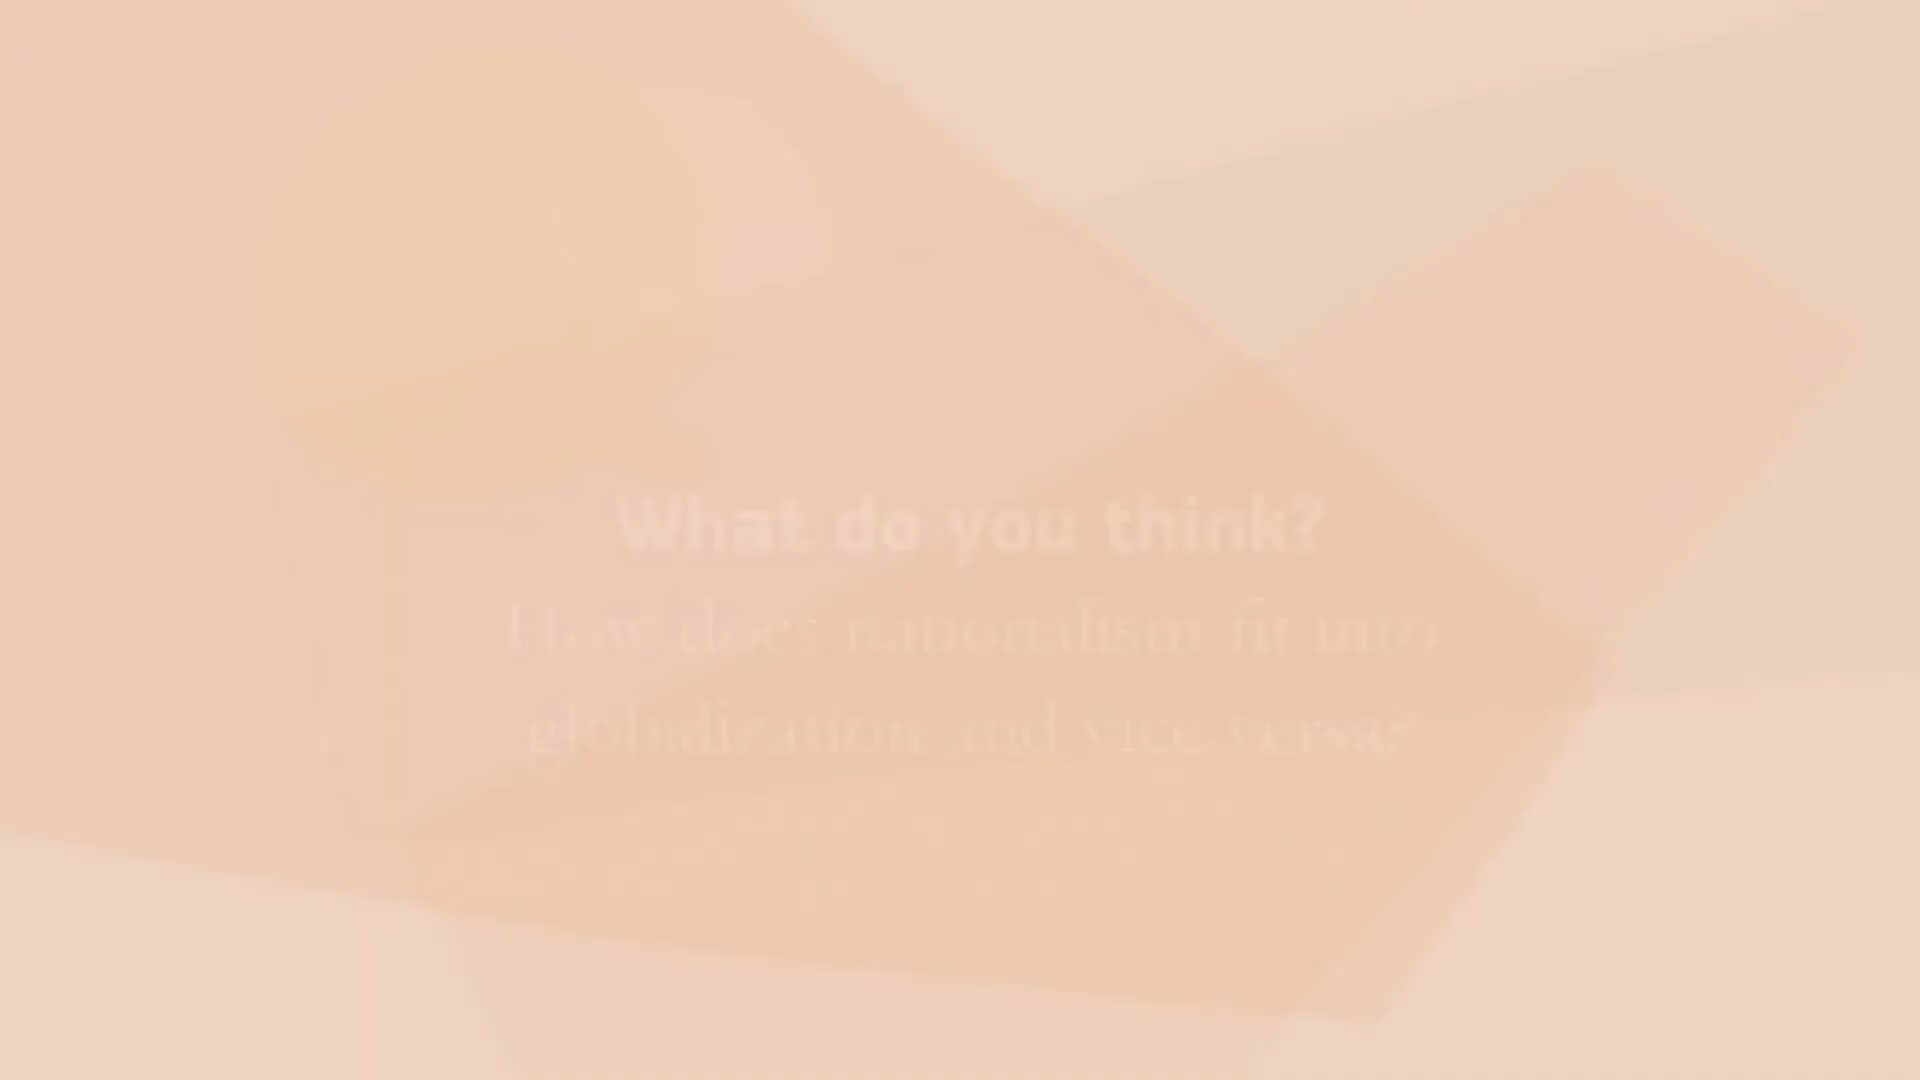 What do you think?
How does nationalism fit into
globalization and vice versa?